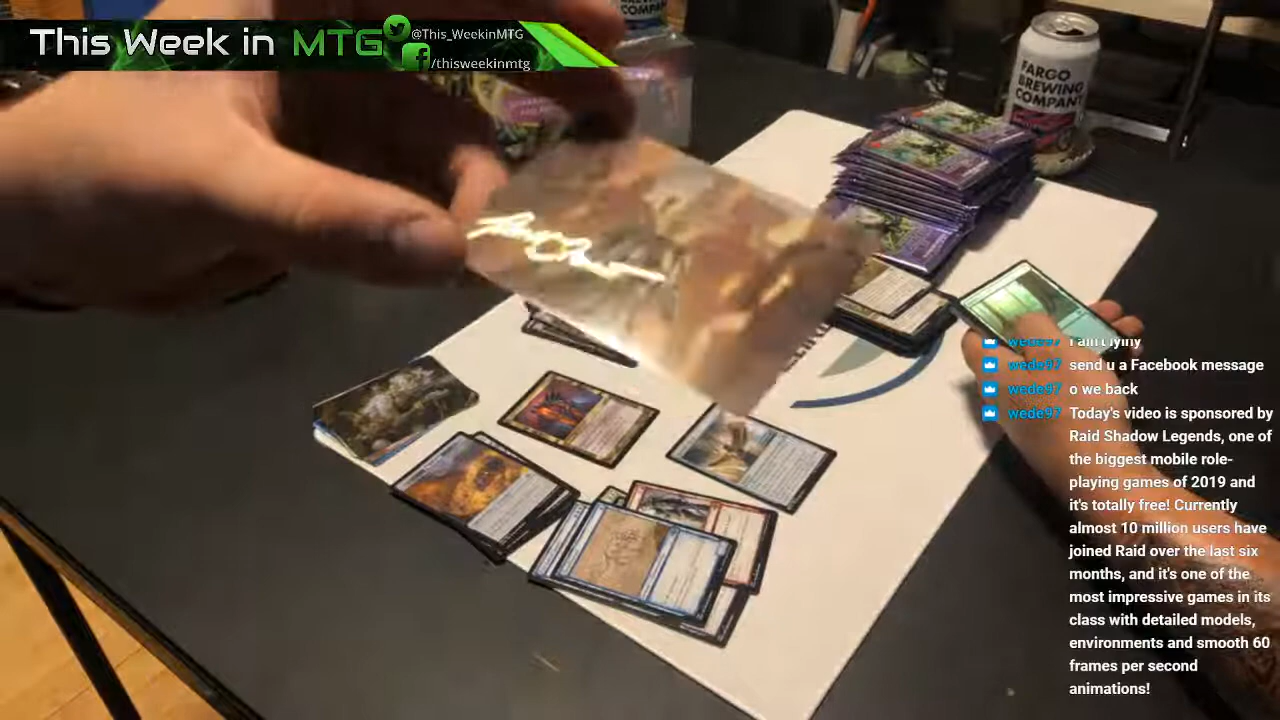 This Week in MTG
@This_WeekinMTG
/thisweekinmtg
FARGO
BREWING
COMPANY
wede97 I ain't lying
wede97 send u a Facebook message
wede97 o we back
wede97 Today's video is sponsored by
Raid Shadow Legends, one of
the biggest mobile role-
playing games of 2019 and
it's totally free! Currently
almost 10 million users have
joined Raid over the last six
months, and it's one of the
most impressive games in its
class with detailed models,
environments and smooth 60
frames per second
animations!